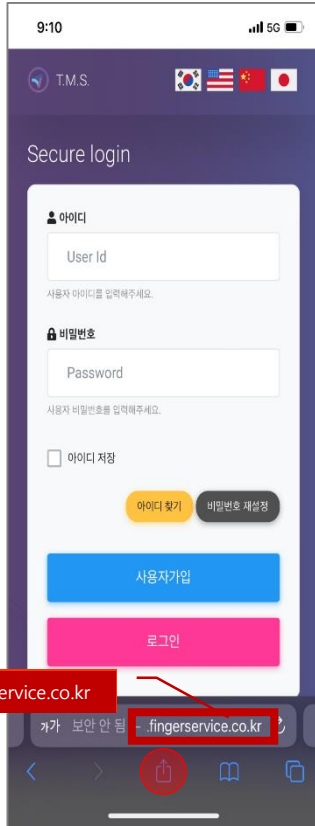 9:10
5G
T.M.S.
Secure login
아이디
User Id
사용자 아이디를 입력해주세요.
비밀번호
Password
사용자 비밀번호를 입력해주세요.
아이디 저장
아이디 찾기 비밀번호 재설정
사용자가입
로그인
ervice.co.kr
가가 보안 안 됨 – .fingerservice.co.kr